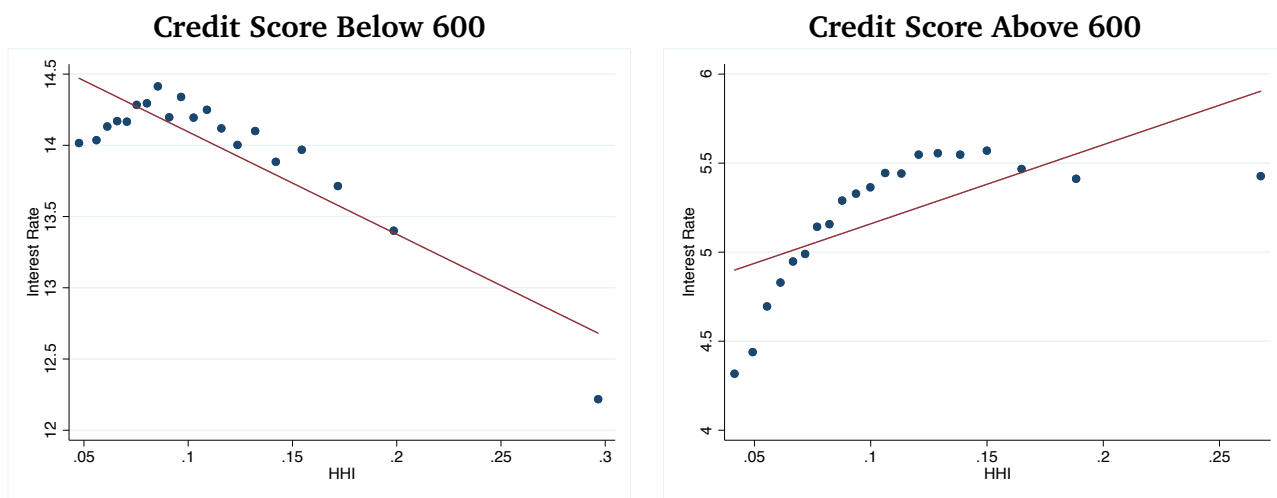 Credit Score Below 600
Interest Rate
14.5
14
13.5
13
12.5
12
.05 .1 .15 .2 .25 .3
HHI
Credit Score Above 600
Interest Rate
6
5.5
5
4.5
4
.05 .1 .15 .2 .25
HHI